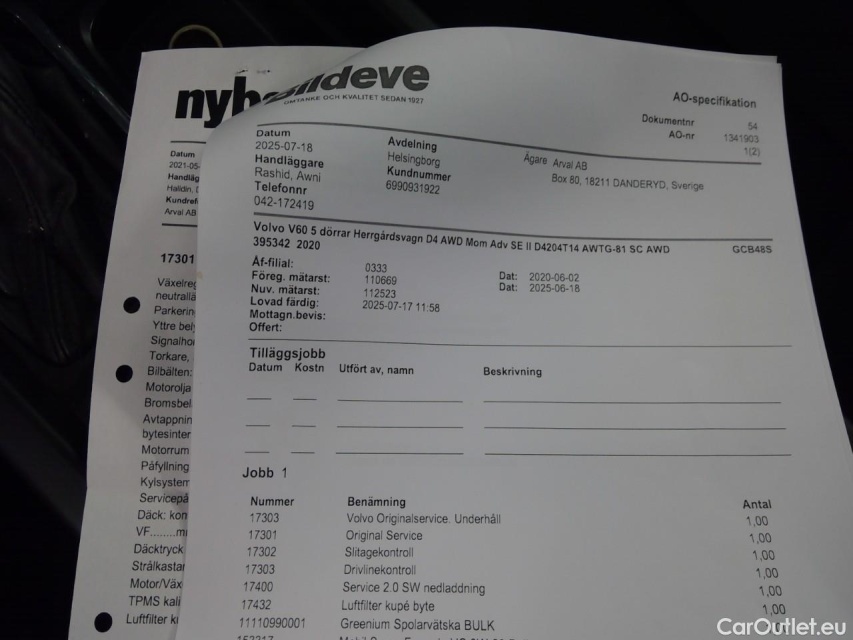 nyb
Datum
2021-05
Handläg
Halldin,
Kundref
Arval AB
17301
Växelreg
neutrallä
Parkerin
Yttre bely
Signalho
Torkare,
Bilbälten:
Motorolja
Bromsbel
Avtappnin
bytesinter
Motorrum
Påfyllning
Kylsystem
Servicepå
Däck: kon
VF........m
Däcktryck
Strålkastar
Motor/Väx
TPMS kali
Luftfilter k
ildeve
OMTANKE OCH KVALITET SEDAN 1927
AO-specifikation
Dokumentnr 54
AO-nr 1341903
1(2)
Datum
2025-07-18
Handläggare
Rashid, Awni
Telefonnr
042-172419
Avdelning
Helsingborg
Kundnummer
6990931922
Ägare Arval AB
Box 80, 18211 DANDERYD, Sverige
Volvo V60 5 dörrar Herrgårdsvagn D4 AWD Mom Adv SE II D4204T14 AWTG-81 SC AWD GCB48S
395342 2020
Åf-filial: 0333
Föreg. mätarst: 110669 Dat: 2020-06-02
Nuv. mätarst: 112523 Dat: 2025-06-18
Lovad färdig: 2025-07-17 11:58
Mottagn.bevis:
Offert:
Tilläggsjobb
Datum Kostn Utfört av, namn Beskrivning
Jobb 1
Nummer Benämning Antal
17303 Volvo Originalservice. Underhåll 1,00
17301 Original Service 1,00
17302 Slitagekontroll 1,00
17303 Drivlinekontroll 1,00
17400 Service 2.0 SW nedladdning 1,00
17432 Luftfilter kupé byte 1,00
11110990001 Greenium Spolarvätska BULK
CarOutlet.eu